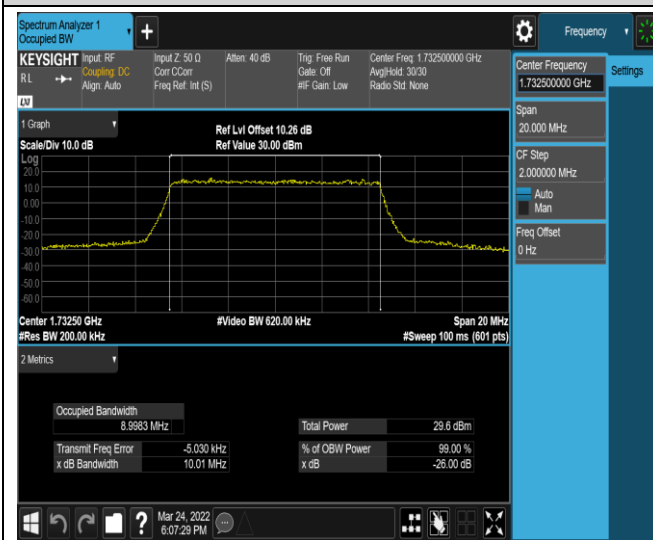 Spectrum Analyzer 1
Occupied BW
+
Frequency
KEYSIGHT
RL
LXI
Input: RF
Coupling: DC
Align: Auto
Input Z: 50 Ω
Corr CCorr
Freq Ref: Int (S)
Atten: 40 dB
Trig: Free Run
Gate: Off
#IF Gain: Low
Center Freq: 1.732500000 GHz
Avg|Hold: 30/30
Radio Std: None
Center Frequency
1.732500000 GHz
Settings
Span
20.000 MHz
CF Step
2.000000 MHz
Auto
Man
Freq Offset
0 Hz
1 Graph
Scale/Div 10.0 dB
Ref Lvl Offset 10.26 dB
Ref Value 30.00 dBm
Log
20.0
10.0
0.00
-10.0
-20.0
-30.0
-40.0
-50.0
-60.0
Center 1.73250 GHz
#Video BW 620.00 kHz
Span 20 MHz
#Res BW 200.00 kHz
#Sweep 100 ms (601 pts)
2 Metrics
Occupied Bandwidth
8.9983 MHz
Total Power 29.6 dBm
Transmit Freq Error -5.030 kHz
% of OBW Power 99.00 %
x dB Bandwidth 10.01 MHz
x dB -26.00 dB
?
Mar 24, 2022
6:07:29 PM